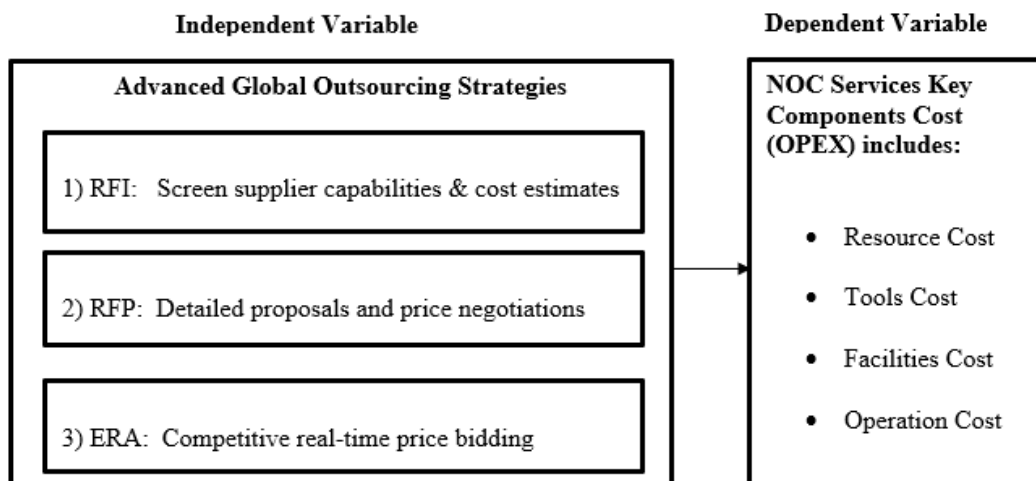 Independent Variable
Dependent Variable
Advanced Global Outsourcing Strategies
1) RFI: Screen supplier capabilities & cost estimates
2) RFP: Detailed proposals and price negotiations
3) ERA: Competitive real-time price bidding
NOC Services Key
Components Cost
(OPEX) includes:
• Resource Cost
• Tools Cost
• Facilities Cost
• Operation Cost